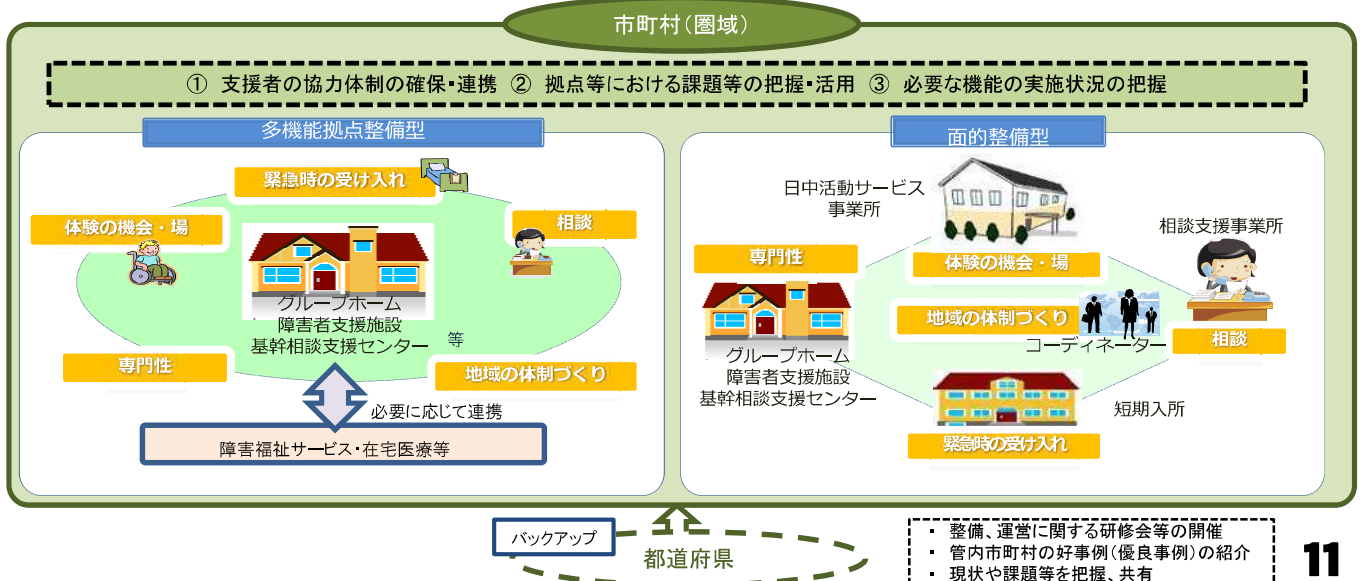 市町村(圏域)
① 支援者の協力体制の確保・連携 ② 拠点等における課題等の把握・活用 ③ 必要な機能の実施状況の把握
多機能拠点整備型
緊急時の受け入れ
体験の機会・場
相談
グループホーム
障害者支援施設
基幹相談支援センター 等
専門性
地域の体制づくり
必要に応じて連携
障害福祉サービス・在宅医療等
面的整備型
日中活動サービス
事業所
相談支援事業所
専門性
体験の機会・場
地域の体制づくり
コーディネーター
相談
グループホーム
障害者支援施設
基幹相談支援センター
短期入所
緊急時の受け入れ
バックアップ
都道府県
・ 整備、運営に関する研修会等の開催
・ 管内市町村の好事例(優良事例)の紹介
・ 現状や課題等を把握、共有
11